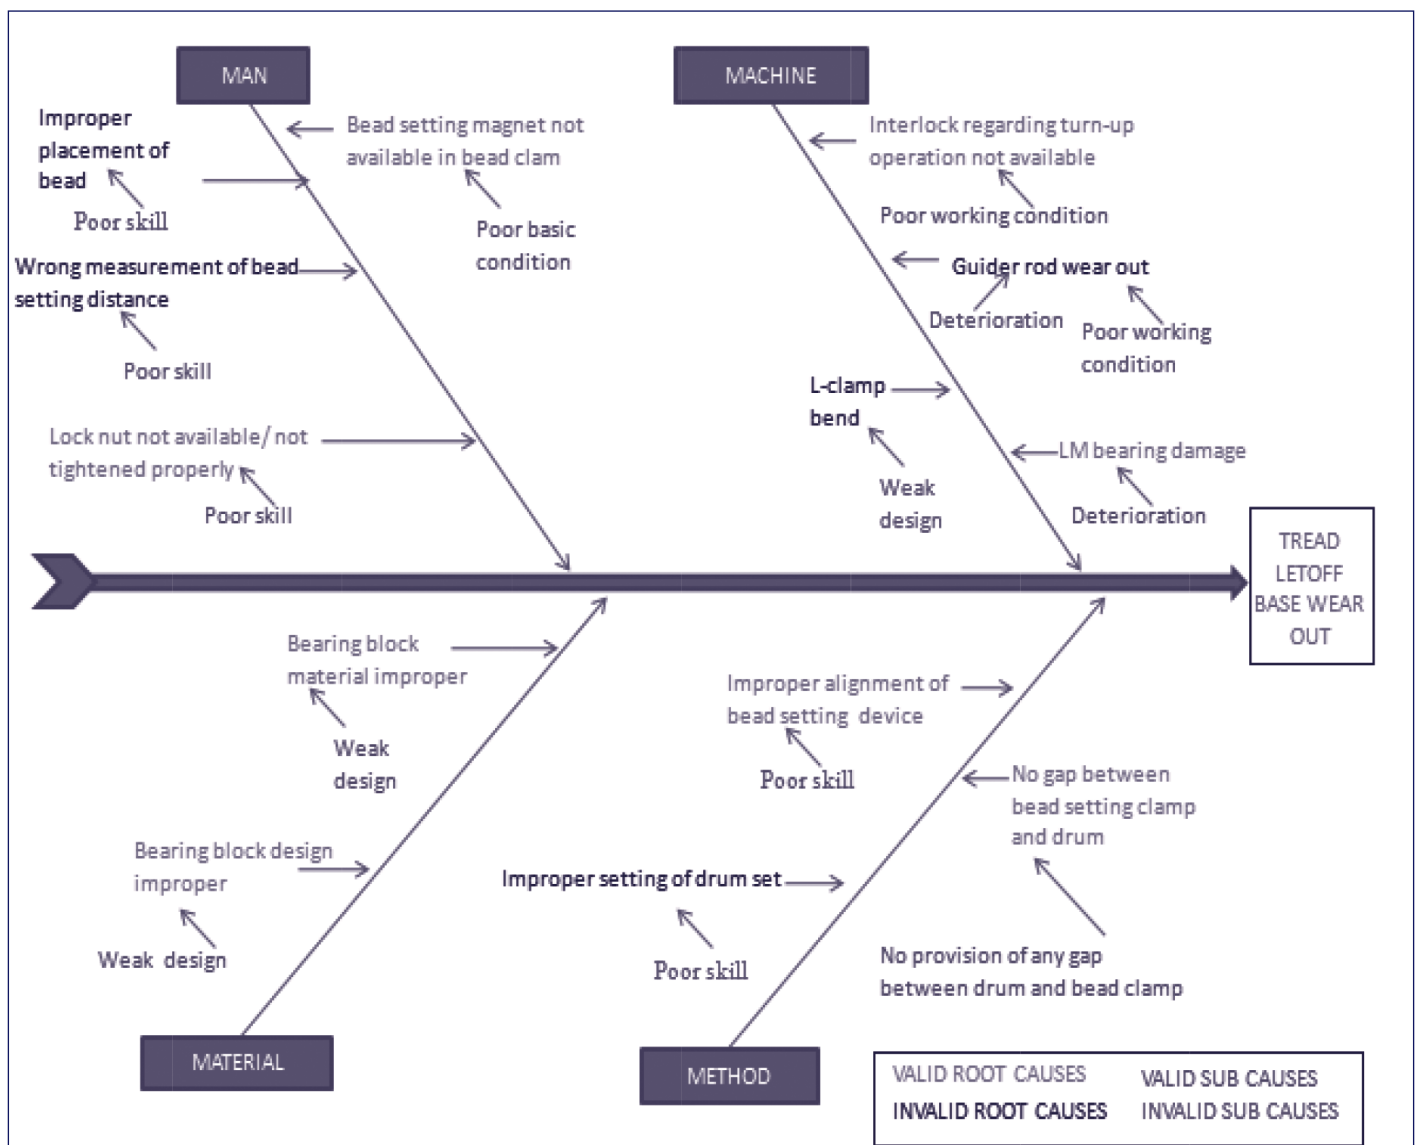 MAN
Improper
placement of
bead
Poor skill
Bead setting magnet not
available in bead clam
Poor basic
condition
Wrong measurement of bead
setting distance
Poor skill
Lock nut not available/ not
tightened properly
Poor skill
MACHINE
Interlock regarding turn-up
operation not available
Poor working condition
Guider rod wear out
Deterioration
Poor working
condition
L-clamp
bend
Weak
design
LM bearing damage
Deterioration
TREAD
LETOFF
BASE WEAR
OUT
Bearing block
material improper
Weak
design
Bearing block design
improper
Weak design
MATERIAL
Improper alignment of
bead setting device
Poor skill
No gap between
bead setting clamp
and drum
No provision of any gap
between drum and bead clamp
Improper setting of drum set
Poor skill
METHOD
VALID ROOT CAUSES
INVALID ROOT CAUSES
VALID SUB CAUSES
INVALID SUB CAUSES